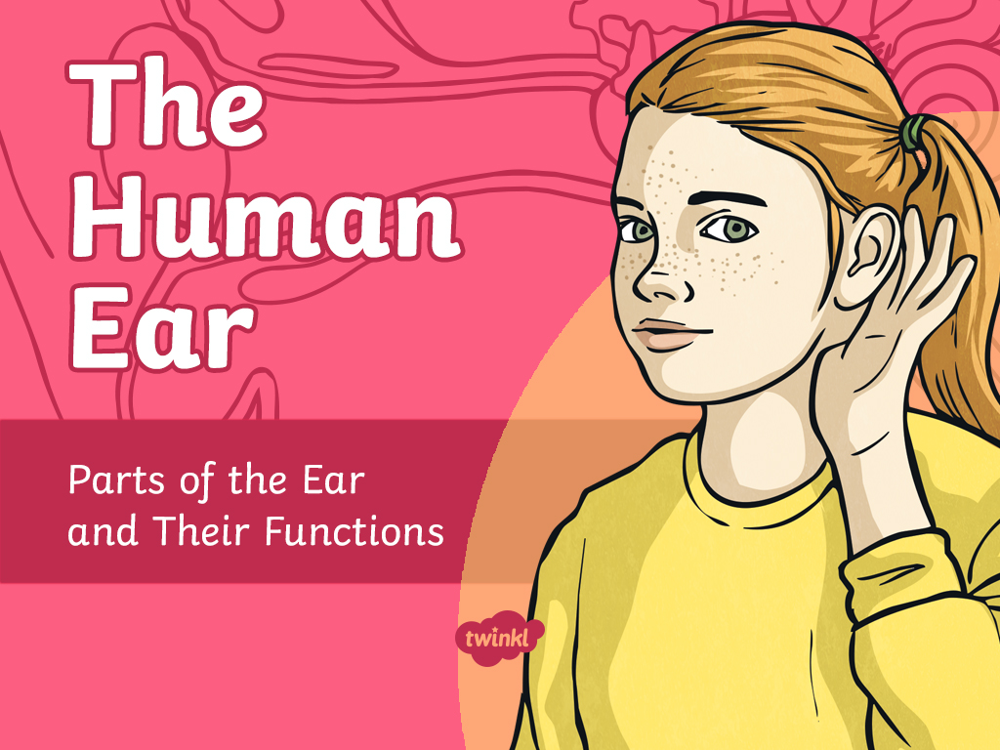 The
Human
Ear
Parts of the Ear
and Their Functions
twinkl